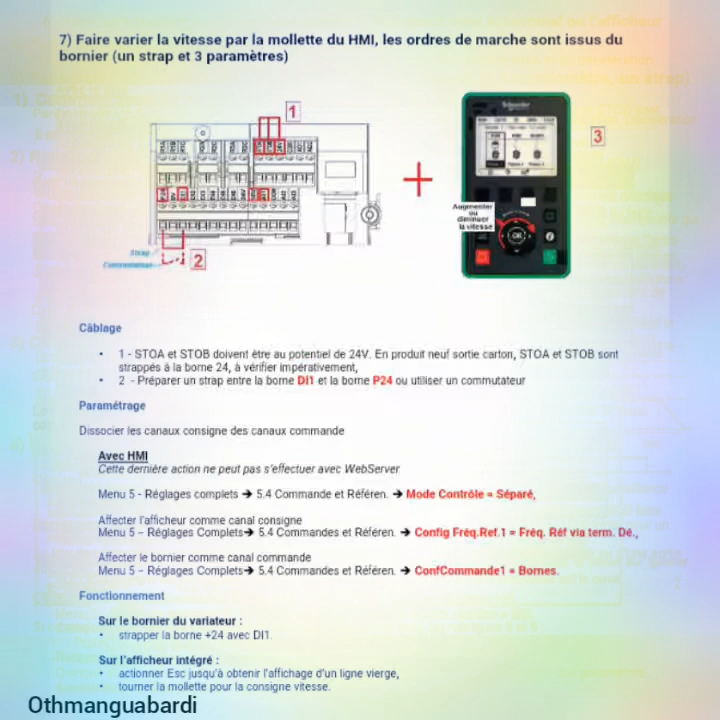 7) Faire varier la vitesse par la mollette du HMI, les ordres de marche sont issus du
bornier (un strap et 3 paramètres)
1
3
Schneider
Augmenter
ou
diminuer
la vitesse
OK
Strap
Commutateur
2
Câblage
• 1 - STOA et STOB doivent être au potentiel de 24V. En produit neuf sortie carton, STOA et STOB sont
strappés à la borne 24, à vérifier impérativement,
• 2 - Préparer un strap entre la borne DI1 et la borne P24 ou utiliser un commutateur
Paramétrage
Dissocier les canaux consigne des canaux commande
Avec HMI
Cette dernière action ne peut pas s'effectuer avec WebServer
Menu 5 - Réglages complets ➔ 5.4 Commande et Référen. ➔ Mode Contrôle = Séparé,
Affecter l'afficheur comme canal consigne
Menu 5 – Réglages Complets➔ 5.4 Commandes et Référen. ➔ Config Fréq.Ref.1 = Fréq. Réf via term. Dé.,
Affecter le bornier comme canal commande
Menu 5 – Réglages Complets➔ 5.4 Commandes et Référen. ➔ ConfCommande1 = Bornes.
Fonctionnement
Sur le bornier du variateur :
• strapper la borne +24 avec DI1.
Sur l'afficheur intégré :
• actionner Esc jusqu'à obtenir l'affichage d'un ligne vierge,
• tourner la mollette pour la consigne vitesse.
Othmanguabardi